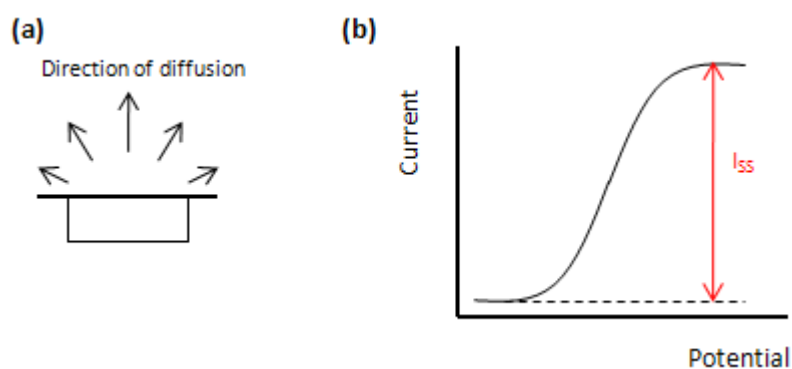 (a)
Direction of diffusion
(b)
Current
Iss
Potential